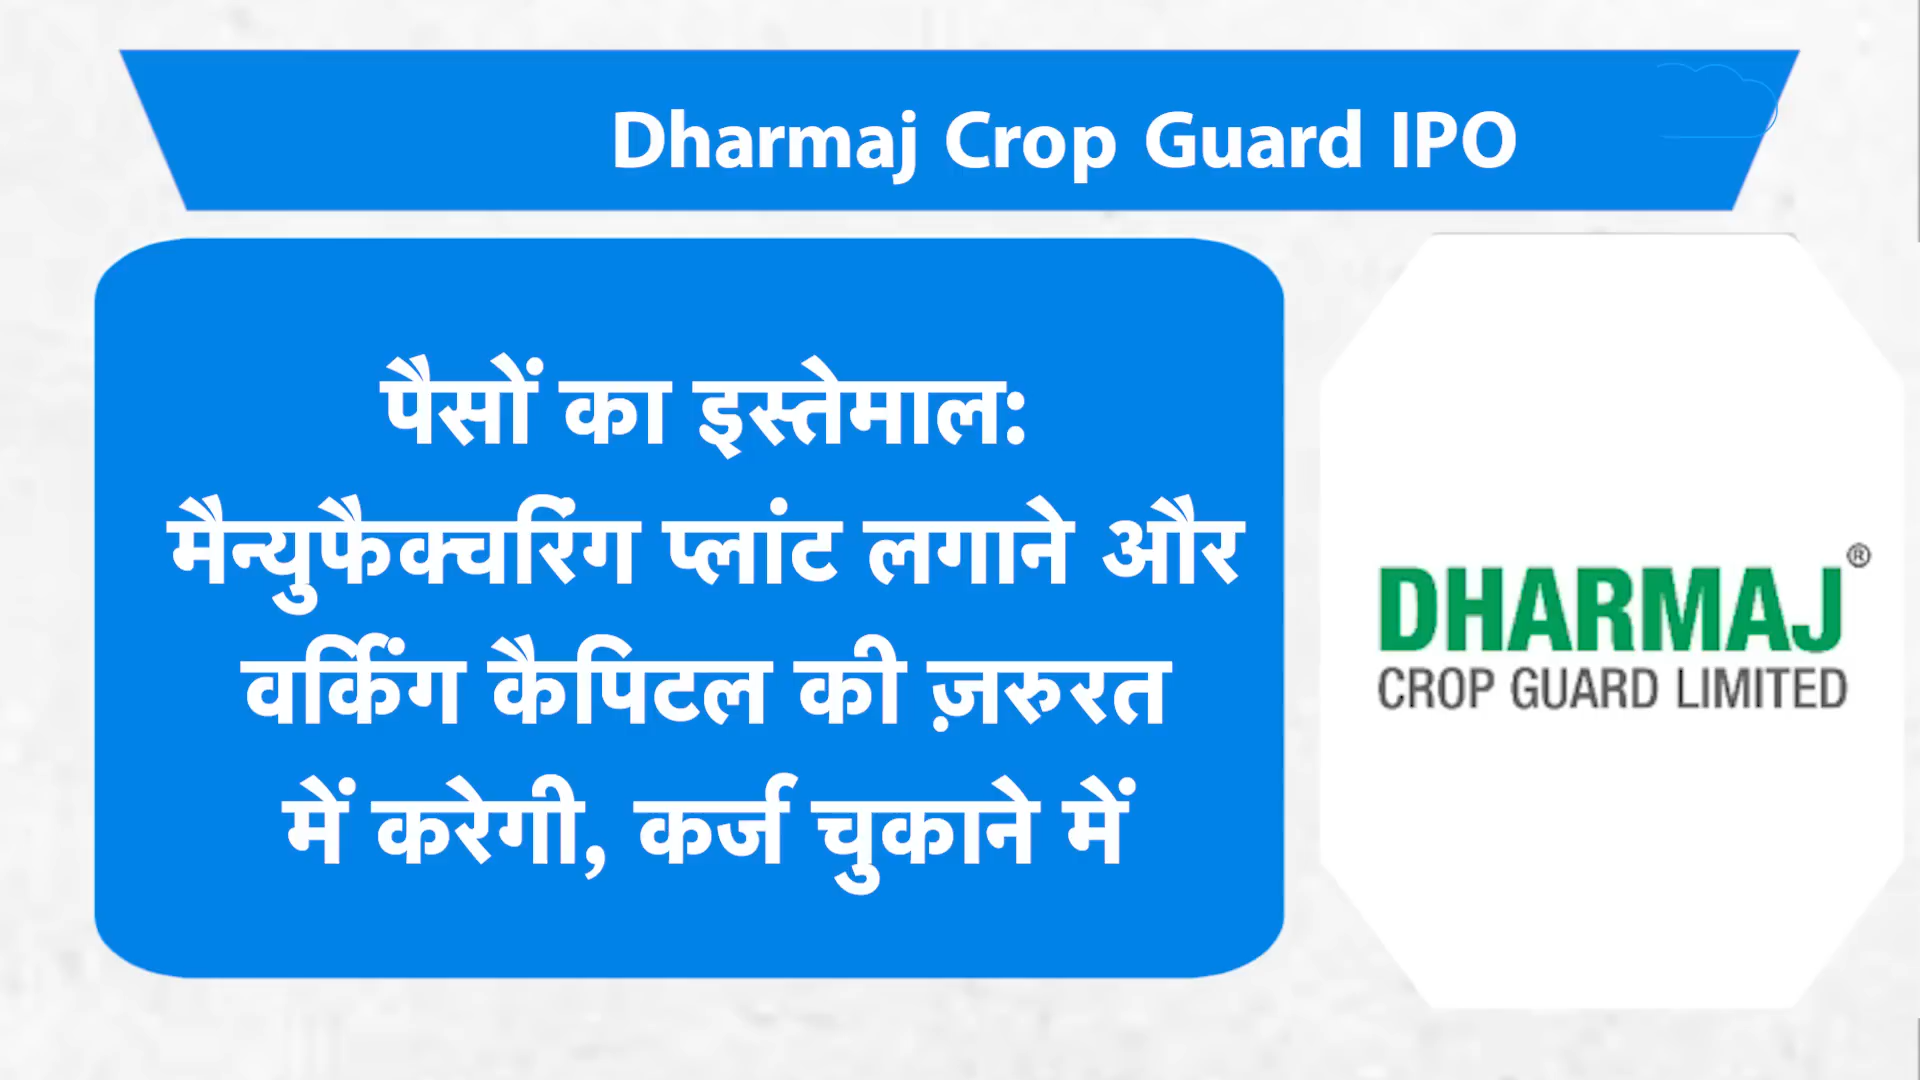 Dharmaj Crop Guard IPO
पैसों का इस्तेमाल:
मैन्युफैक्चरिंग प्लांट लगाने और
वर्किंग कैपिटल की ज़रुरत
में करेगी, कर्ज चुकाने में
DHARMAJ®
CROP GUARD LIMITED